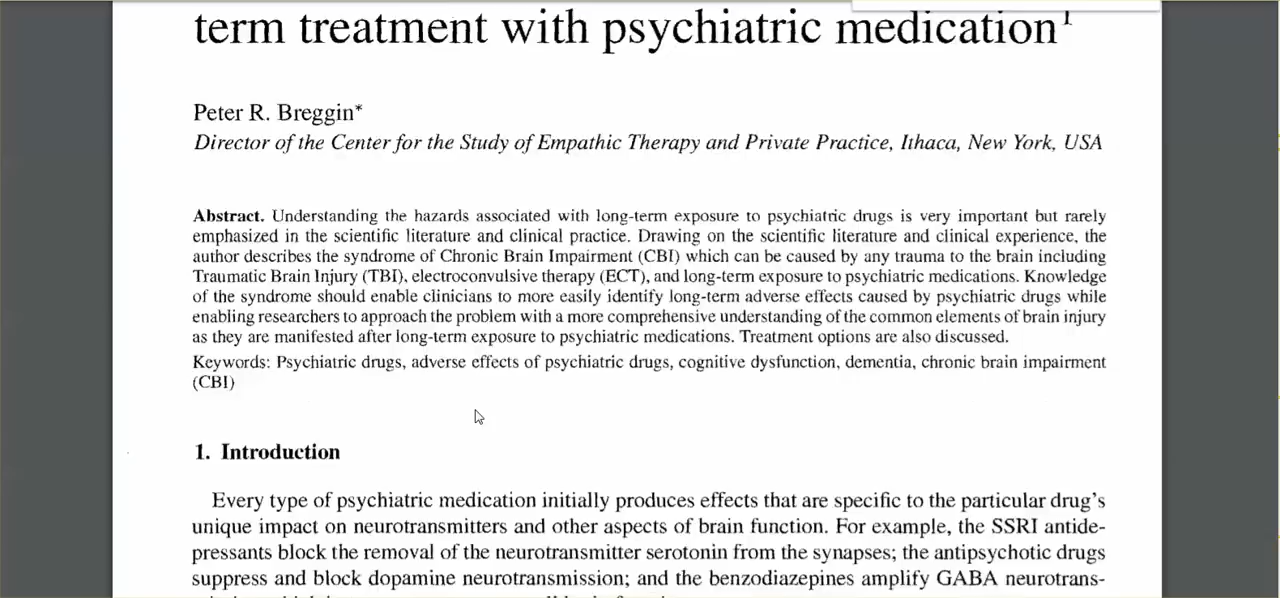 term treatment with psychiatric medication¹
Peter R. Breggin*
Director of the Center for the Study of Empathic Therapy and Private Practice, Ithaca, New York, USA
Abstract. Understanding the hazards associated with long-term exposure to psychiatric drugs is very important but rarely
emphasized in the scientific literature and clinical practice. Drawing on the scientific literature and clinical experience, the
author describes the syndrome of Chronic Brain Impairment (CBI) which can be caused by any trauma to the brain including
Traumatic Brain Injury (TBI), electroconvulsive therapy (ECT), and long-term exposure to psychiatric medications. Knowledge
of the syndrome should enable clinicians to more easily identify long-term adverse effects caused by psychiatric drugs while
enabling researchers to approach the problem with a more comprehensive understanding of the common elements of brain injury
as they are manifested after long-term exposure to psychiatric medications. Treatment options are also discussed.
Keywords: Psychiatric drugs, adverse effects of psychiatric drugs, cognitive dysfunction, dementia, chronic brain impairment
(CBI)
1. Introduction
Every type of psychiatric medication initially produces effects that are specific to the particular drug's
unique impact on neurotransmitters and other aspects of brain function. For example, the SSRI antide-
pressants block the removal of the neurotransmitter serotonin from the synapses; the antipsychotic drugs
suppress and block dopamine neurotransmission; and the benzodiazepines amplify GABA neurotrans-